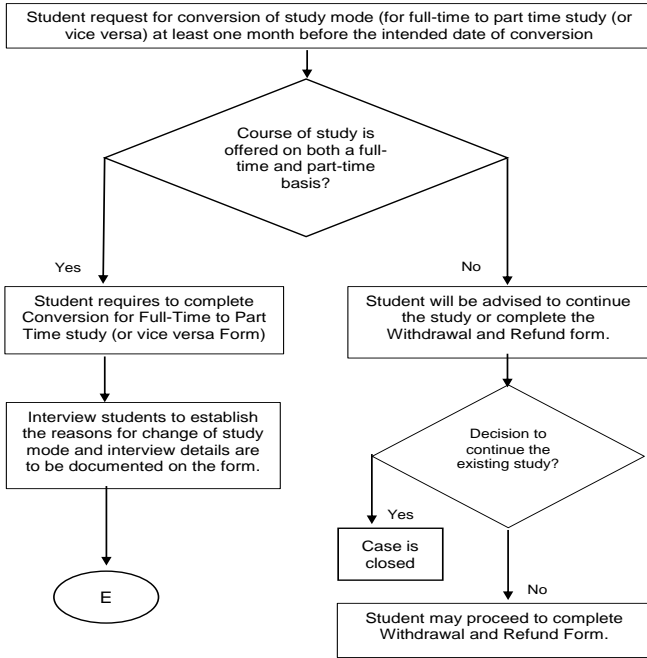 Student request for conversion of study mode (for full-time to part time study (or
vice versa) at least one month before the intended date of conversion
Course of study is
offered on both a full-
time and part-time
basis?
Yes
No
Student requires to complete
Conversion for Full-Time to Part
Time study (or vice versa Form)
Student will be advised to continue
the study or complete the
Withdrawal and Refund form.
Interview students to establish
the reasons for change of study
mode and interview details are
to be documented on the form.
Decision to
continue the
existing study?
Yes
Case is
closed
E
No
Student may proceed to complete
Withdrawal and Refund Form.